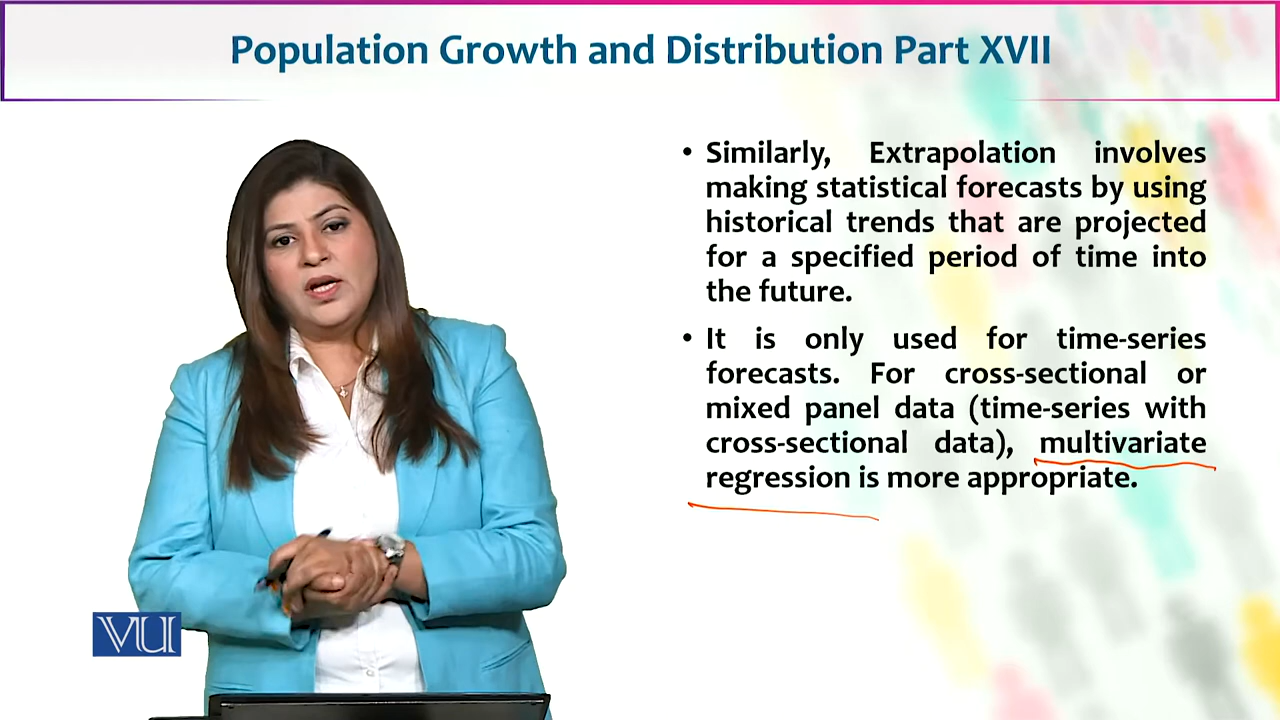 Population Growth and Distribution Part XVII
• Similarly, Extrapolation involves
making statistical forecasts by using
historical trends that are projected
for a specified period of time into
the future.
• It is only used for time-series
forecasts. For cross-sectional or
mixed panel data (time-series with
cross-sectional data), multivariate
regression is more appropriate.
VU